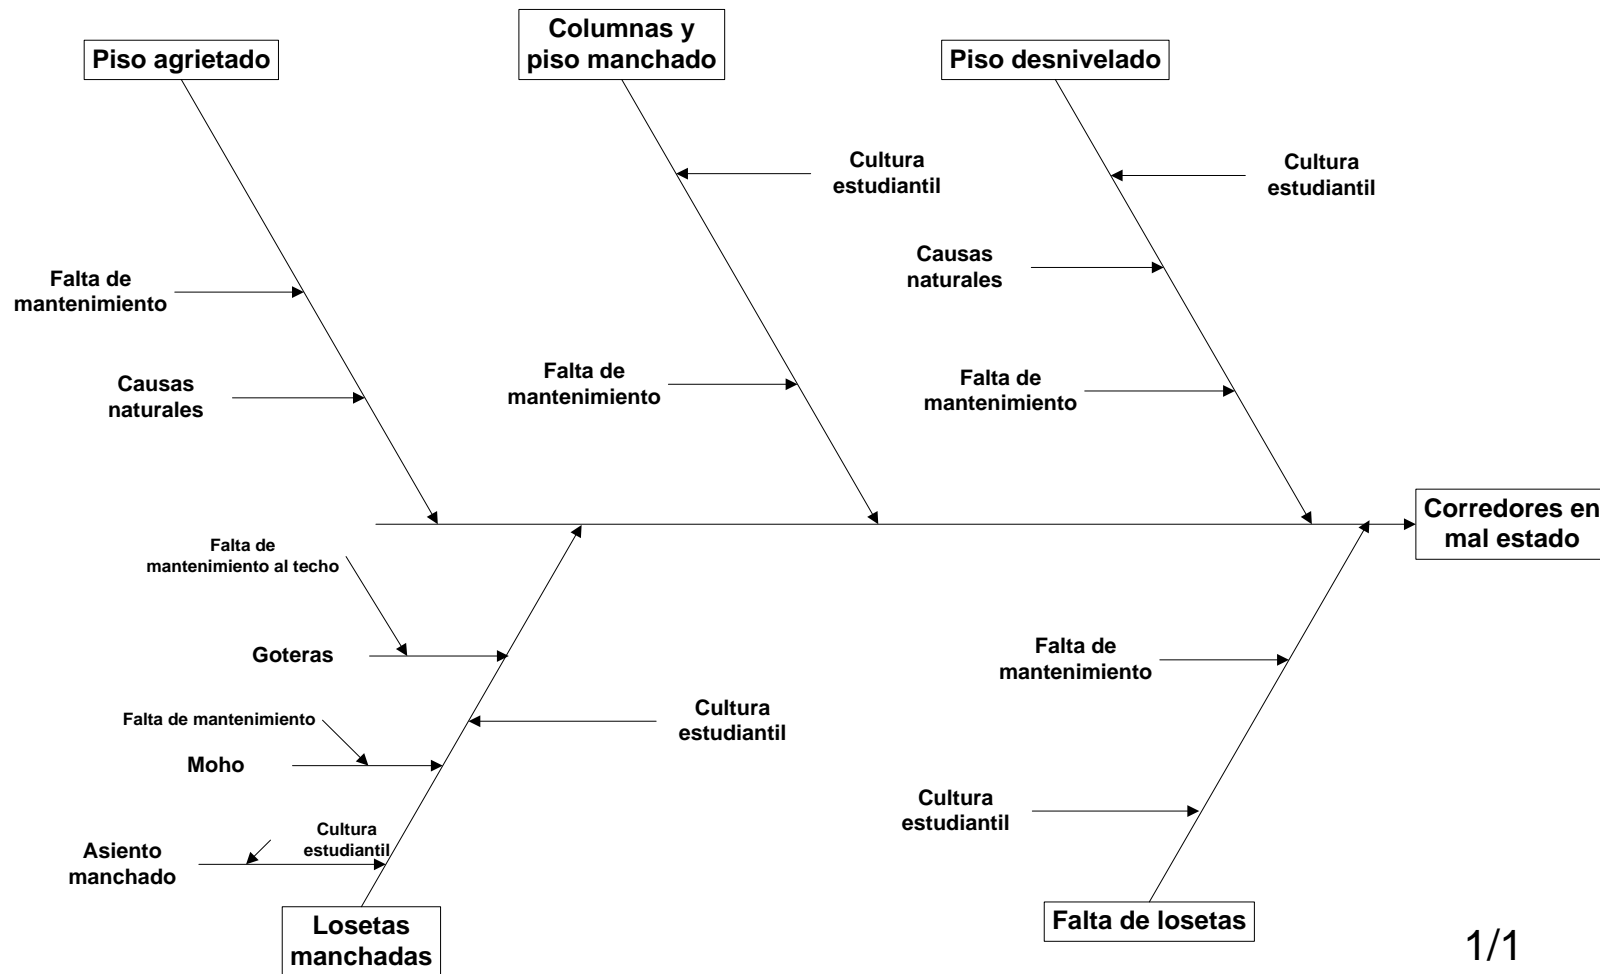 Piso agrietado
Columnas y
piso manchado
Piso desnivelado
Cultura
estudiantil
Cultura
estudiantil
Causas
naturales
Falta de
mantenimiento
Causas
naturales
Falta de
mantenimiento
Falta de
mantenimiento
Corredores en
mal estado
Falta de
mantenimiento al techo
Goteras
Falta de
mantenimiento
Cultura
estudiantil
Falta de mantenimiento
Moho
Cultura
estudiantil
Cultura
estudiantil
Asiento
manchado
Losetas
manchadas
Falta de losetas
1/1